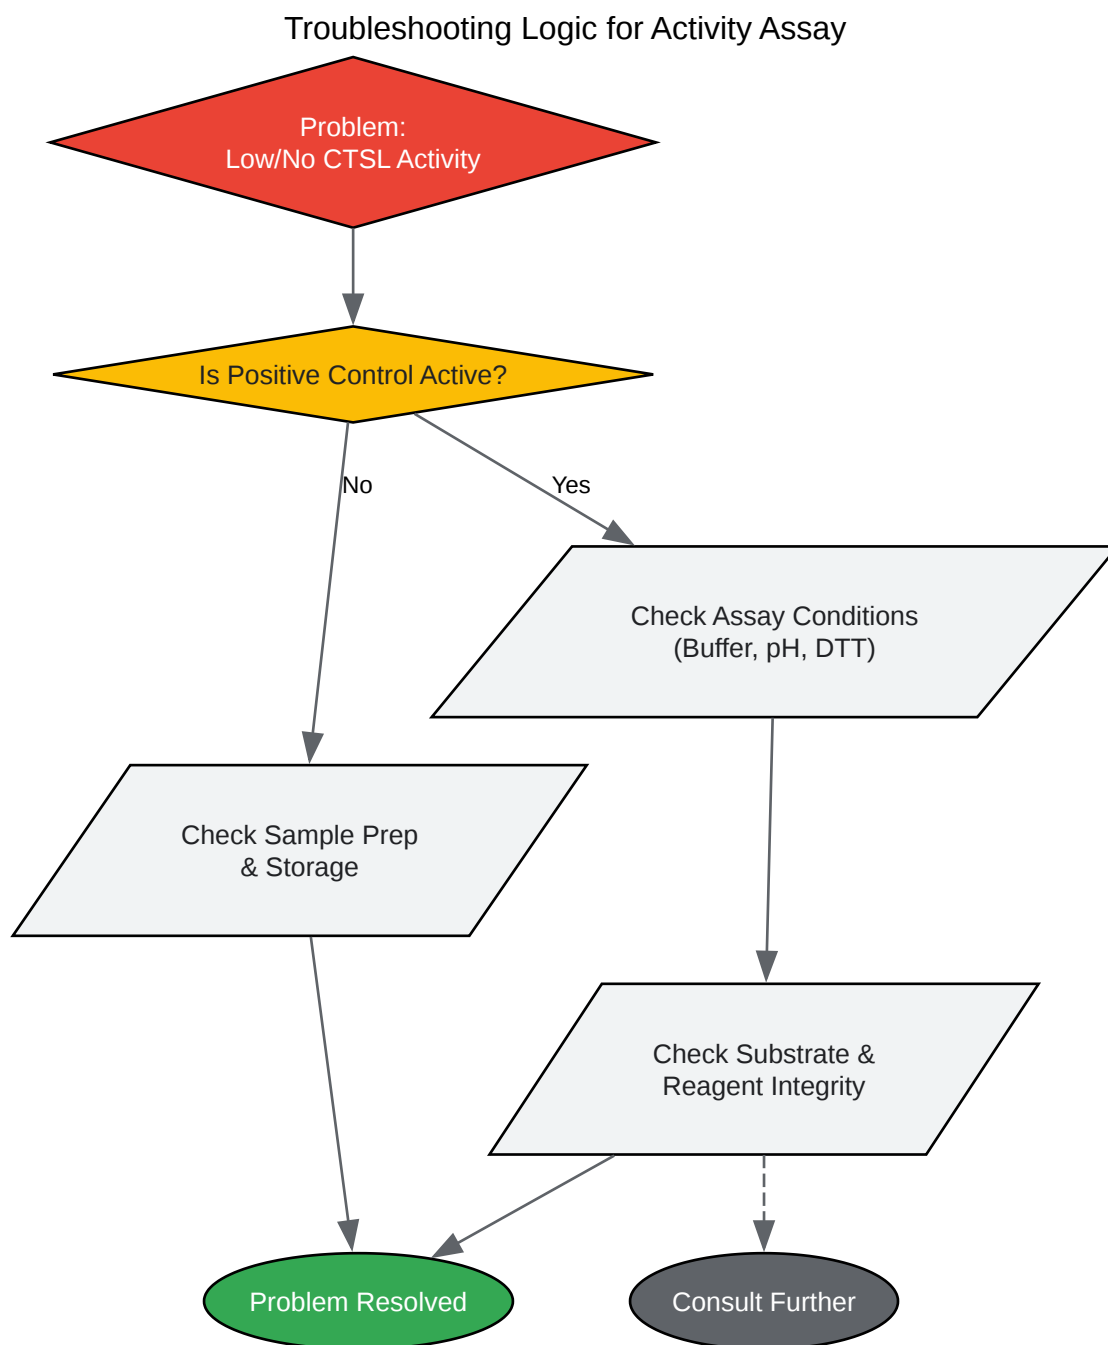 Troubleshooting Logic for Activity Assay
Problem:
Low/No CTSL Activity
Is Positive Control Active?
No
Yes
Check Assay Conditions
(Buffer, pH, DTT)
Check Sample Prep
& Storage
Check Substrate &
Reagent Integrity
Problem Resolved
Consult Further